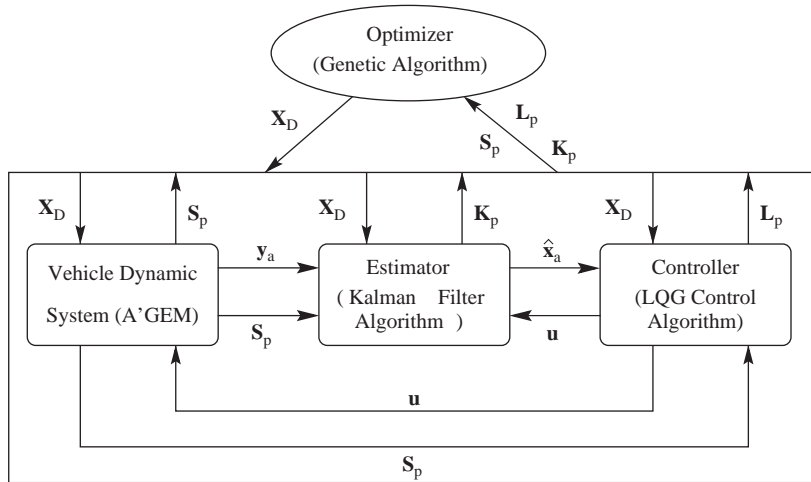 Optimizer
(Genetic Algorithm)
X_D
L_p
S_p
K_p
X_D
S_p
X_D
K_p
X_D
L_p
Vehicle Dynamic
System (A'GEM)
y_a
S_p
Estimator
( Kalman Filter
Algorithm )
x̂_a
u
Controller
(LQG Control
Algorithm)
u
S_p